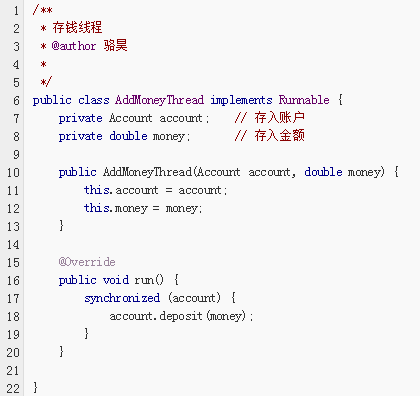 1 /**
2  * 存钱线程
3  * @author 骆昊
4  *
5  */
6 public class AddMoneyThread implements Runnable {
7     private Account account;    // 存入账户
8     private double money;       // 存入金额
9
10     public AddMoneyThread(Account account, double money) {
11         this.account = account;
12         this.money = money;
13     }
14
15     @Override
16     public void run() {
17         synchronized (account) {
18             account.deposit(money);
19         }
20     }
21
22 }